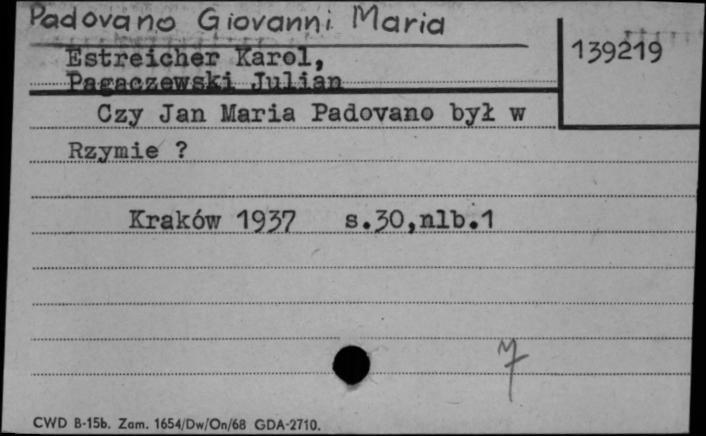 Padovano Giovanni Maria
139219
Estreicher Karol,
Pagaczewski Julian
Czy Jan Maria Padovano był w
Rzymie ?
Kraków 1937 s.30,nlb.1
CWD B-15b. Zam. 1654/Dw/On/68 GDA-2710.